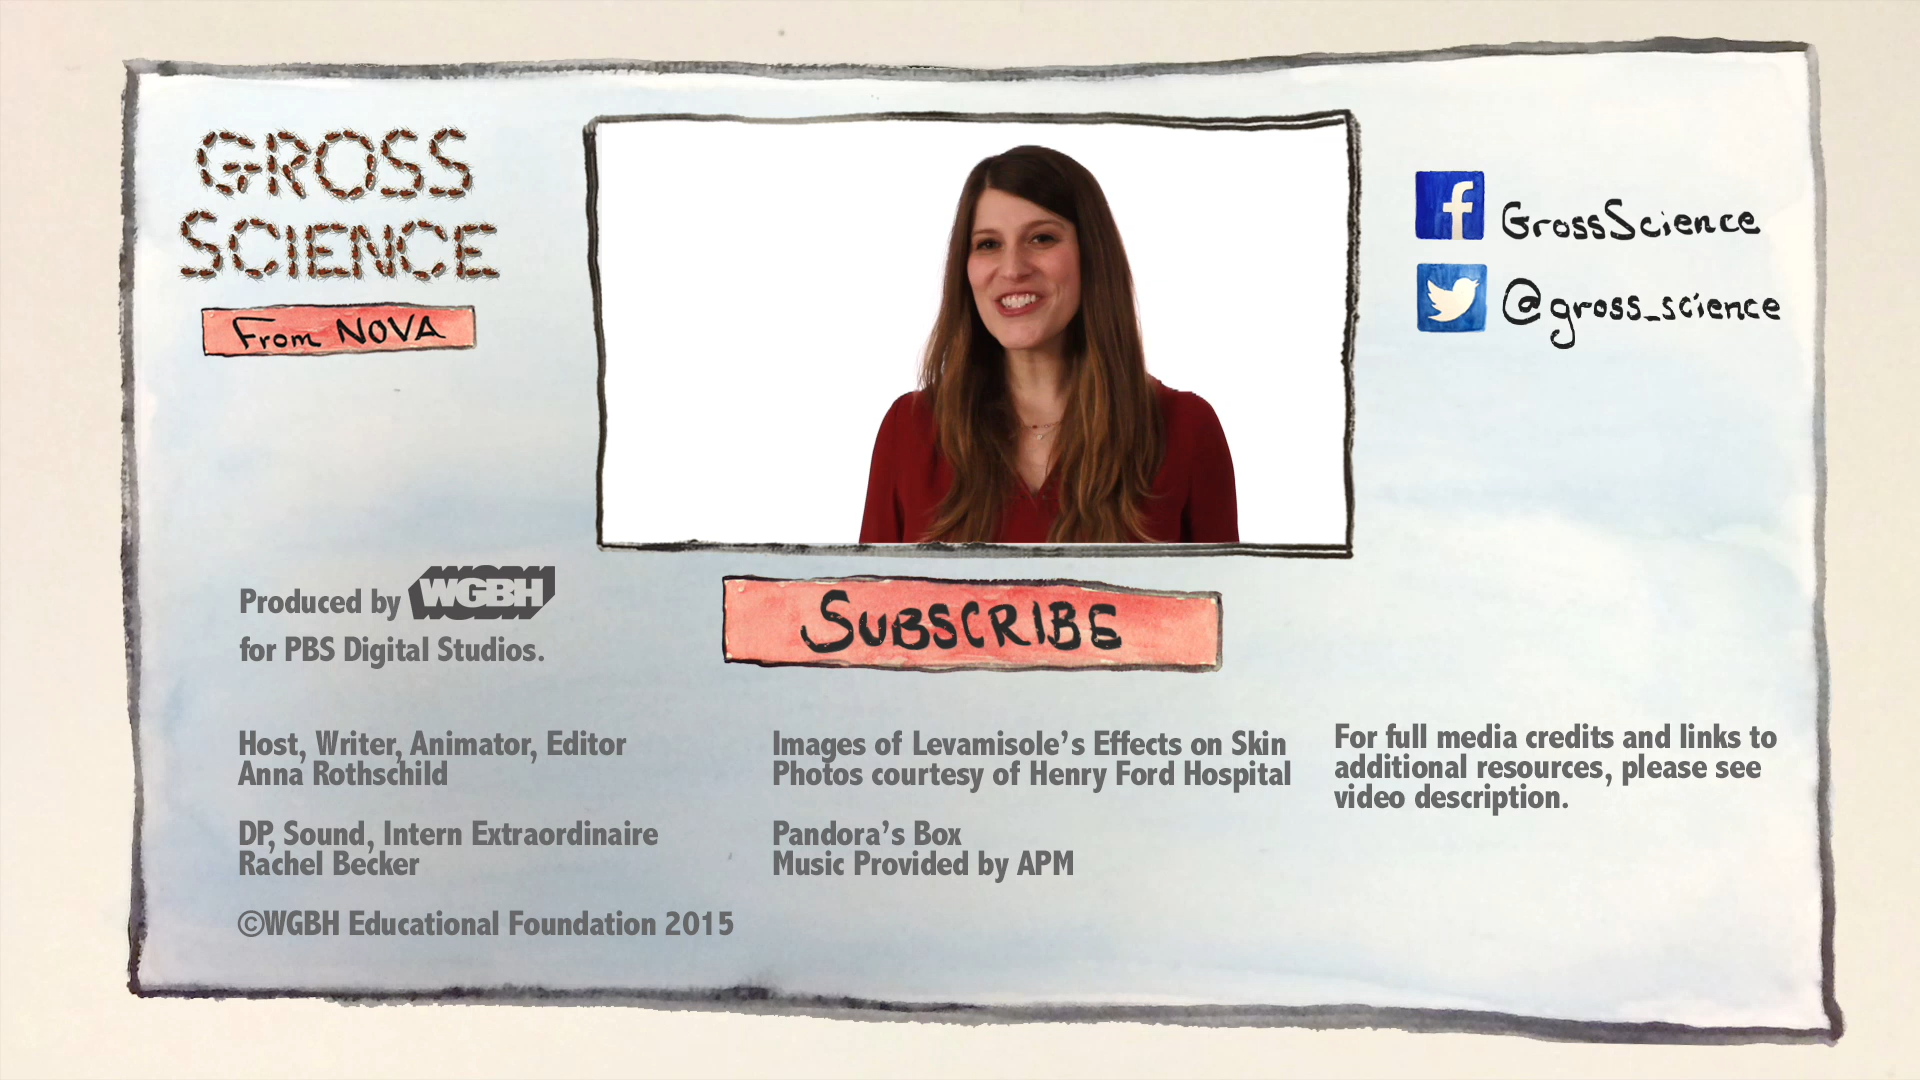 GROSS
SCIENCE
From NOVA
GrossScience
@gross_science
Produced by WGBH
for PBS Digital Studios.
SUBSCRIBE
Host, Writer, Animator, Editor
Anna Rothschild
DP, Sound, Intern Extraordinaire
Rachel Becker
©WGBH Educational Foundation 2015
Images of Levamisole's Effects on Skin
Photos courtesy of Henry Ford Hospital
Pandora's Box
Music Provided by APM
For full media credits and links to
additional resources, please see
video description.